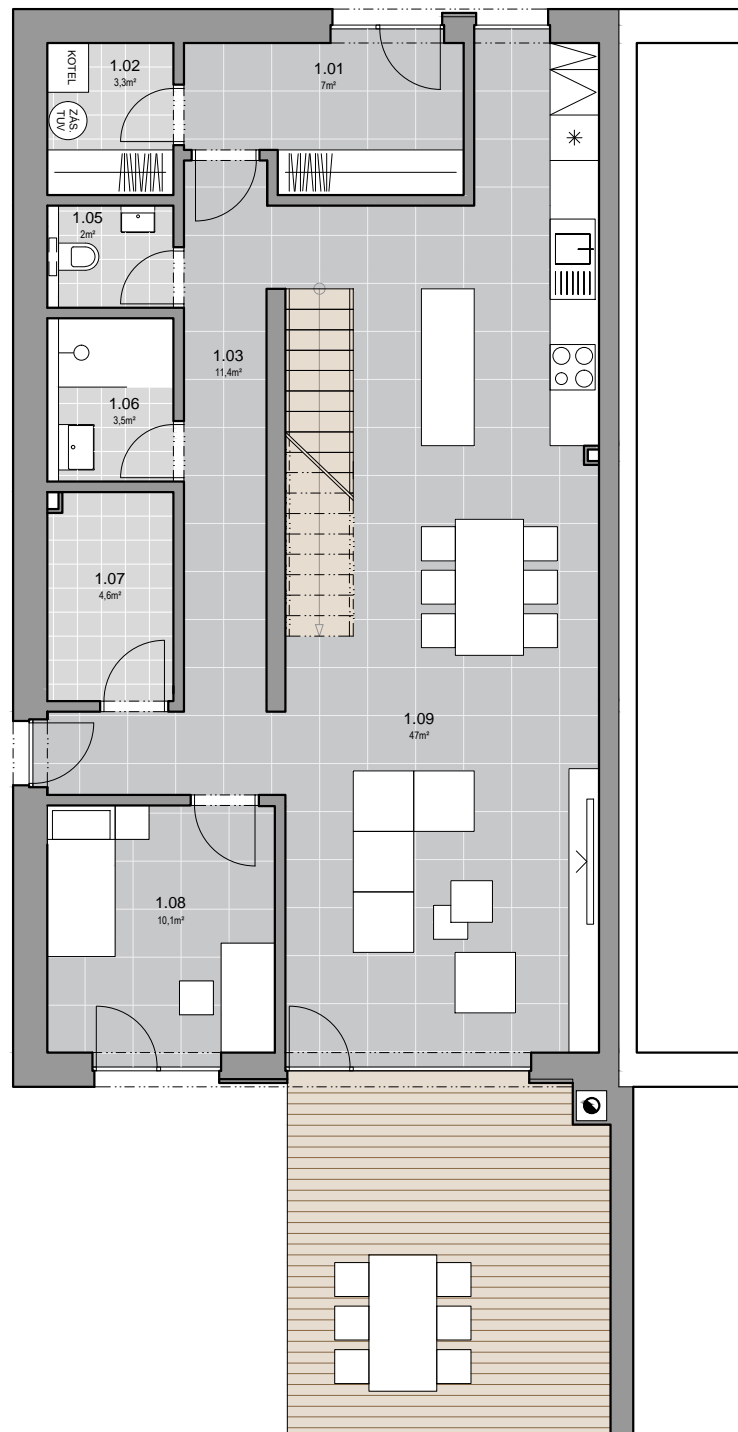 KOTEL
1.02
3,3m²
1.01
7m²
ZÁS.
TUV
1.05
2m²
1.03
11,4m²
1.06
3,5m²
1.07
4,6m²
1.09
47m²
1.08
10,1m²